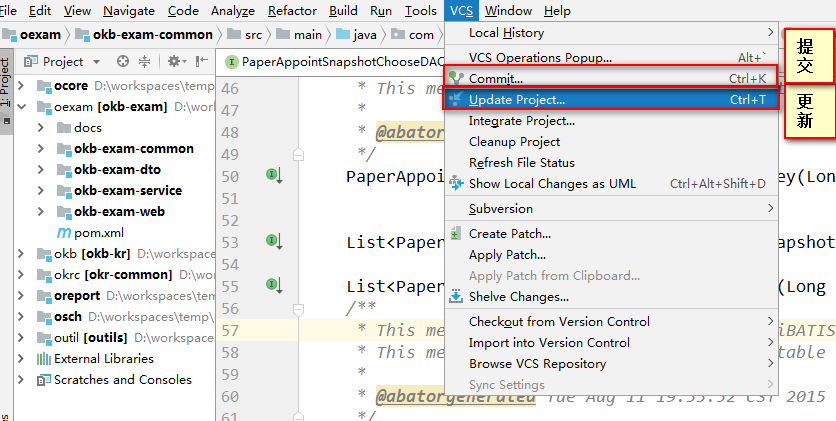 Edit View Navigate Code Analyze Refactor Build Run Tools VCS Window Help
oexam okb-exam-common src main java com
1: Project
Project
PaperAppointSnapshotChooseDAO
ocore D:\workspaces\temp\
oexam [okb-exam]
docs
okb-exam-common
okb-exam-dto
okb-exam-service
okb-exam-web
pom.xml
okb [okb-kr] D:\workspaces
okrc [okr-common] D:\work
oreport D:\workspaces\temp
osch D:\workspaces\temp\
outil [outils] D:\workspaces
External Libraries
Scratches and Consoles
Local History
VCS Operations Popup... Alt+`
Commit... Ctrl+K
Update Project... Ctrl+T
Integrate Project...
Cleanup Project
Refresh File Status
Show Local Changes as UML Ctrl+Alt+Shift+D
Subversion
Create Patch...
Apply Patch...
Apply Patch from Clipboard...
Shelve Changes...
Checkout from Version Control
Import into Version Control
Browse VCS Repository
Sync Settings
提交
更新
46 * This me
47 *
48 * @abator
49 */
50 PaperAppoi ey(Lon
51
52
53 List<Paper napshot
54
55 List<Paper (Long
56 /**
57 * This me iBATIS
58 * This me table
59 *
60 * @abatorgenerated Tue Aug 11 19:55:52 CST 2015
61 */